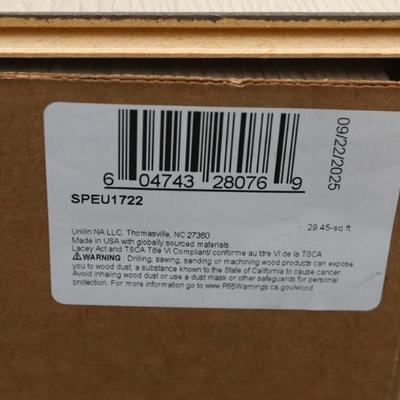 09/22/2025
6 04743 28076 9
SPEU1722
29.45-sq ft
Unilin NA LLC, Thomasville, NC 27360
Made in USA with globally sourced materials.
Lacey Act and TSCA Title VI Compliant/ conforme au titre VI de la TSCA
⚠WARNING: Drilling, sawing, sanding or machining wood products can expose
you to wood dust, a substance known to the State of California to cause cancer.
Avoid inhaling wood dust or use a dust mask or other safeguards for personal
protection. For more information go to www.P65Warnings.ca.gov/wood.